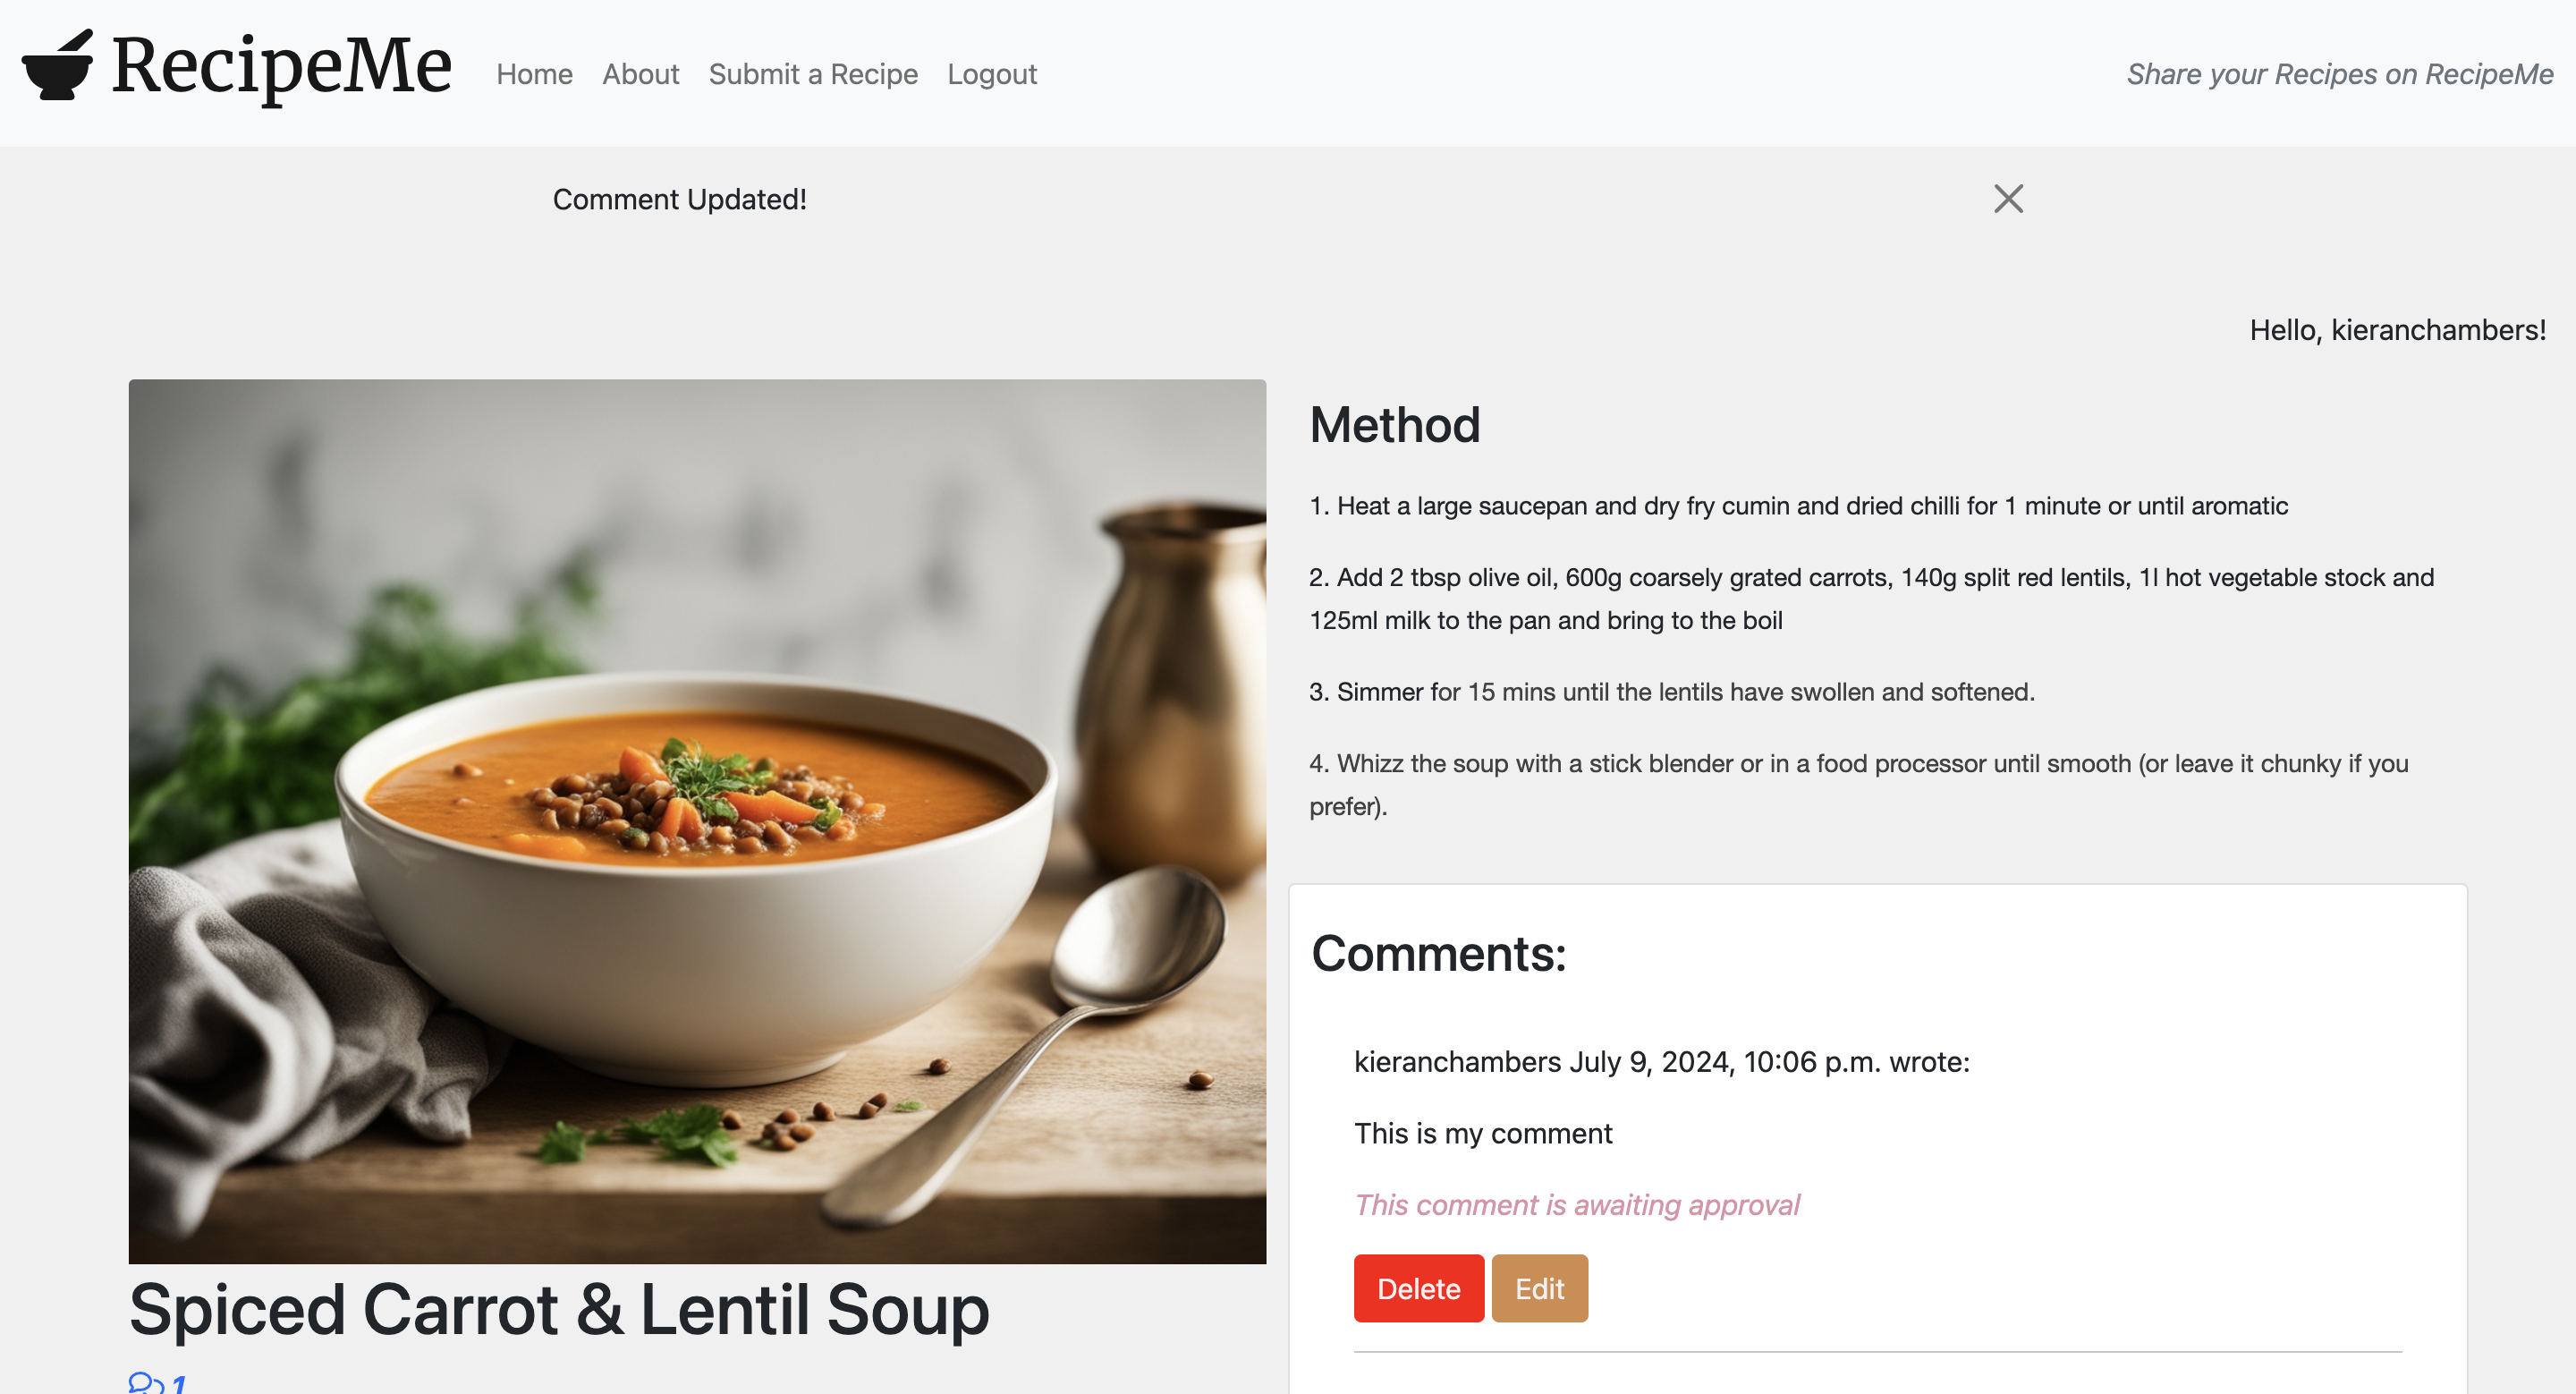 RecipeMe
Home About Submit a Recipe Logout
Share your Recipes on RecipeMe
Comment Updated!
Hello, kieranchambers!
Method
1. Heat a large saucepan and dry fry cumin and dried chilli for 1 minute or until aromatic
2. Add 2 tbsp olive oil, 600g coarsely grated carrots, 140g split red lentils, 1l hot vegetable stock and
125ml milk to the pan and bring to the boil
3. Simmer for 15 mins until the lentils have swollen and softened.
4. Whizz the soup with a stick blender or in a food processor until smooth (or leave it chunky if you
prefer).
Comments:
kieranchambers July 9, 2024, 10:06 p.m. wrote:
This is my comment
This comment is awaiting approval
Delete Edit
Spiced Carrot & Lentil Soup
1